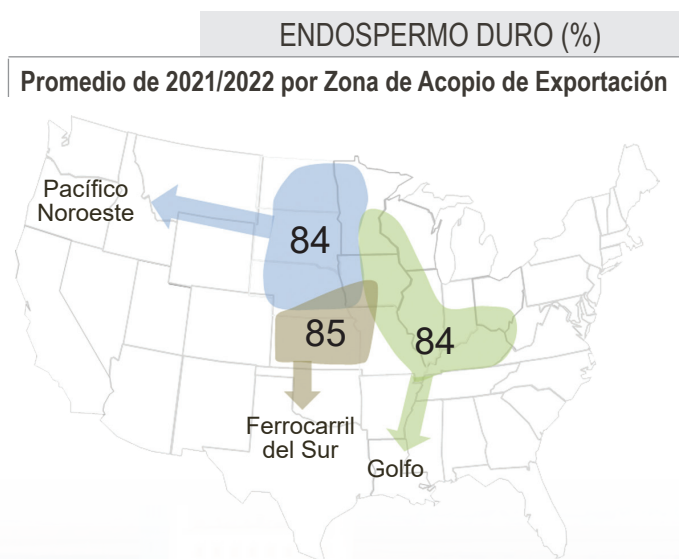 ENDOSPERMO DURO (%)
Promedio de 2021/2022 por Zona de Acopio de Exportación
Pacífico
Noroeste
84
85
84
Ferrocarril
del Sur
Golfo